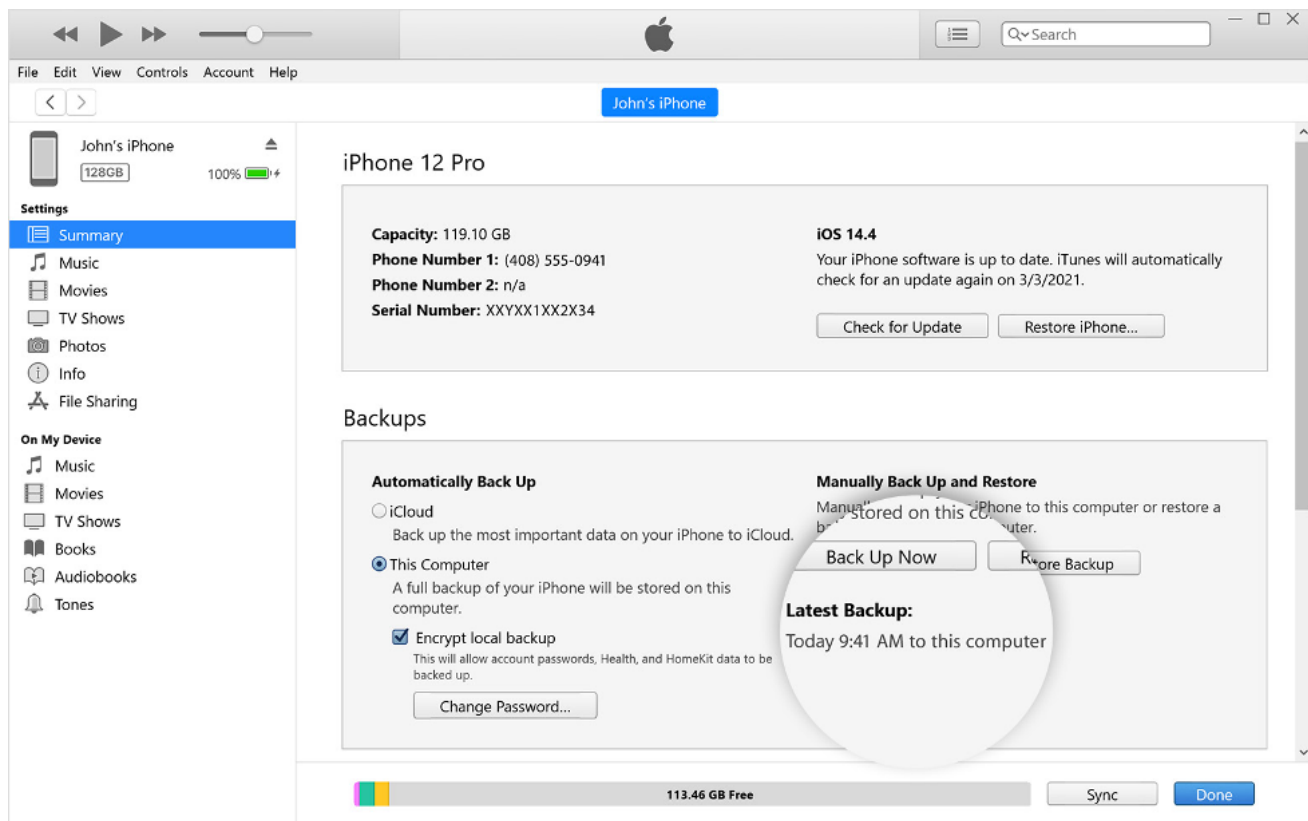 Search
File Edit View Controls Account Help
John's iPhone
John's iPhone
128GB
100%
Settings
Summary
Music
Movies
TV Shows
Photos
Info
File Sharing
On My Device
Music
Movies
TV Shows
Books
Audiobooks
Tones
iPhone 12 Pro
Capacity: 119.10 GB
Phone Number 1: (408) 555-0941
Phone Number 2: n/a
Serial Number: XXYXX1XX2X34
iOS 14.4
Your iPhone software is up to date. iTunes will automatically
check for an update again on 3/3/2021.
Check for Update
Restore iPhone...
Backups
Automatically Back Up
iCloud
Back up the most important data on your iPhone to iCloud.
This Computer
A full backup of your iPhone will be stored on this
computer.
Encrypt local backup
This will allow account passwords, Health, and HomeKit data to be
backed up.
Change Password...
Manually Back Up and Restore
iPhone to this computer or restore a
stored on this
Back Up Now
Backup
Latest Backup:
Today 9:41 AM to this computer
113.46 GB Free
Sync
Done